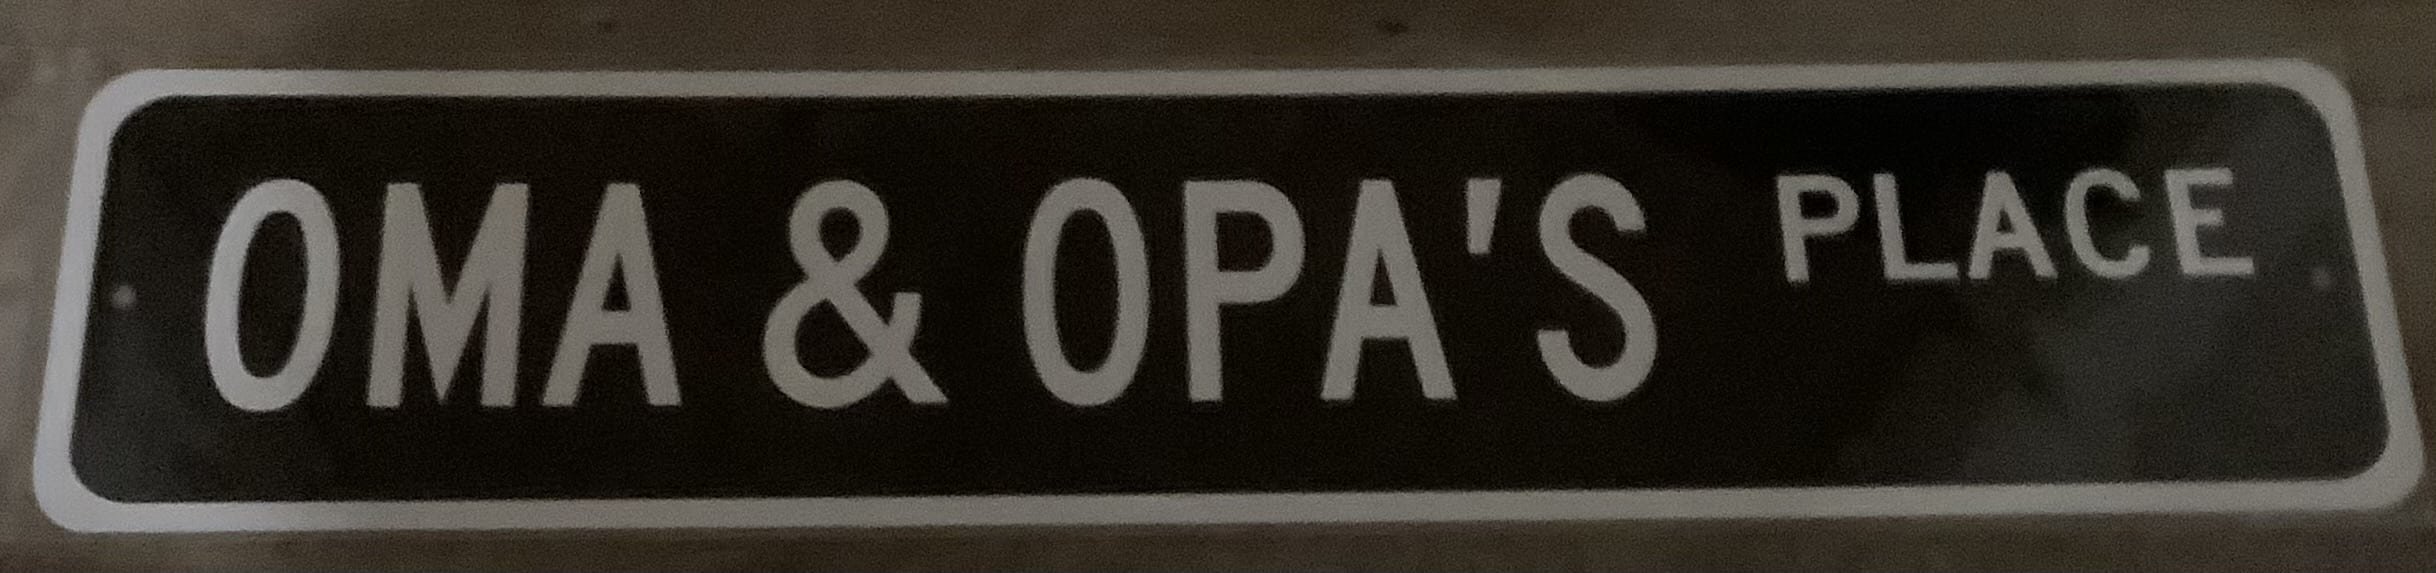 OMA & OPA'S PLACE